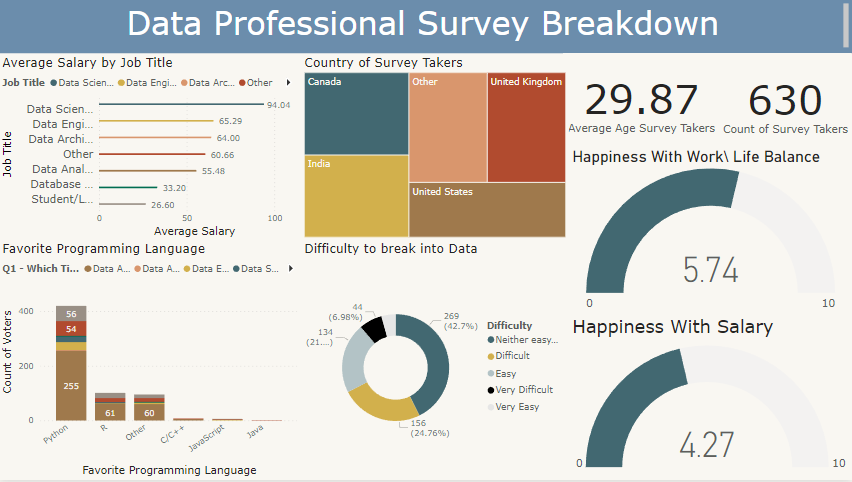 Data Professional Survey Breakdown
Average Salary by Job Title
Job Title Data Scien... Data Engi... Data Arc... Other
Job Title
Data Scien... 94.04
Data Engi... 65.29
Data Archi... 64.00
Other 60.66
Data Anal... 55.48
Database ... 33.20
Student/L... 26.60
0 50 100
Average Salary
Country of Survey Takers
Canada
Other
United Kingdom
India
United States
29.87
Average Age Survey Takers
630
Count of Survey Takers
Happiness With Work\ Life Balance
5.74
0 10
Favorite Programming Language
Q1 - Which Ti... Data A... Data A... Data E... Data S...
Count of Voters
400
200
0
56
54
255
61
60
Python R Other C/C++ JavaScript Java
Favorite Programming Language
Difficulty to break into Data
44
(6.98%)
134
(21....)
269
(42.7%)
156
(24.76%)
Difficulty
Neither easy...
Difficult
Easy
Very Difficult
Very Easy
Happiness With Salary
4.27
0 10